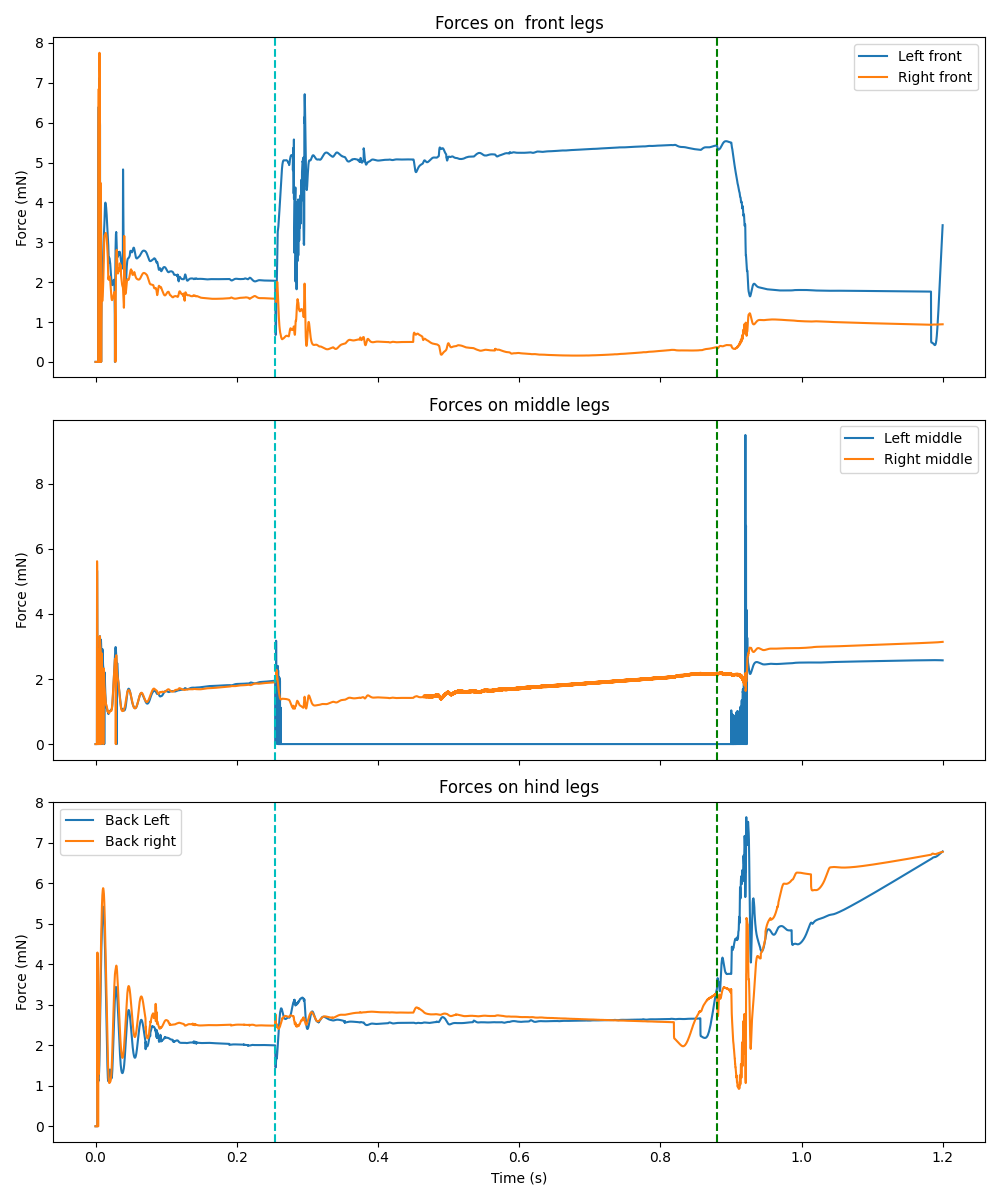 Forces on  front legs
8
7
6
5
4
3
2
1
0
Force (mN)
Left front
Right front
Forces on middle legs
8
6
4
2
0
Force (mN)
Left middle
Right middle
Forces on hind legs
8
7
6
5
4
3
2
1
0
Force (mN)
Back Left
Back right
0.0 0.2 0.4 0.6 0.8 1.0 1.2
Time (s)